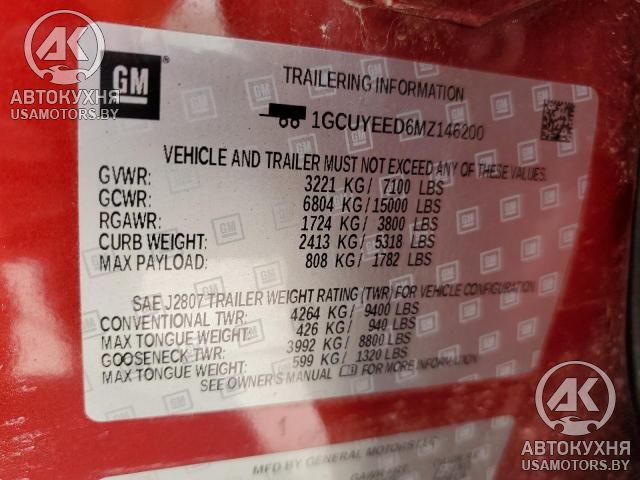 АВТОКУХНЯ
USAMOTORS.BY
GM
TRAILERING INFORMATION
1GCUYEED6MZ146200
VEHICLE AND TRAILER MUST NOT EXCEED ANY OF THESE VALUES.
GVWR: 3221 KG/ 7100 LBS
GCWR: 6804 KG/15000 LBS
RGAWR: 1724 KG/ 3800 LBS
CURB WEIGHT: 2413 KG/ 5318 LBS
MAX PAYLOAD: 808 KG/ 1782 LBS
SAE J2807 TRAILER WEIGHT RATING (TWR) FOR VEHICLE CONFIGURATION
CONVENTIONAL TWR: 4264 KG/ 9400 LBS
MAX TONGUE WEIGHT: 426 KG/ 940 LBS
GOOSENECK TWR: 3992 KG/ 8800 LBS
MAX TONGUE WEIGHT: 599 KG/ 1320 LBS
SEE OWNER'S MANUAL FOR MORE INFORMATION
MFD BY GENERAL MOTORS
АВТОКУХНЯ
USAMOTORS.BY